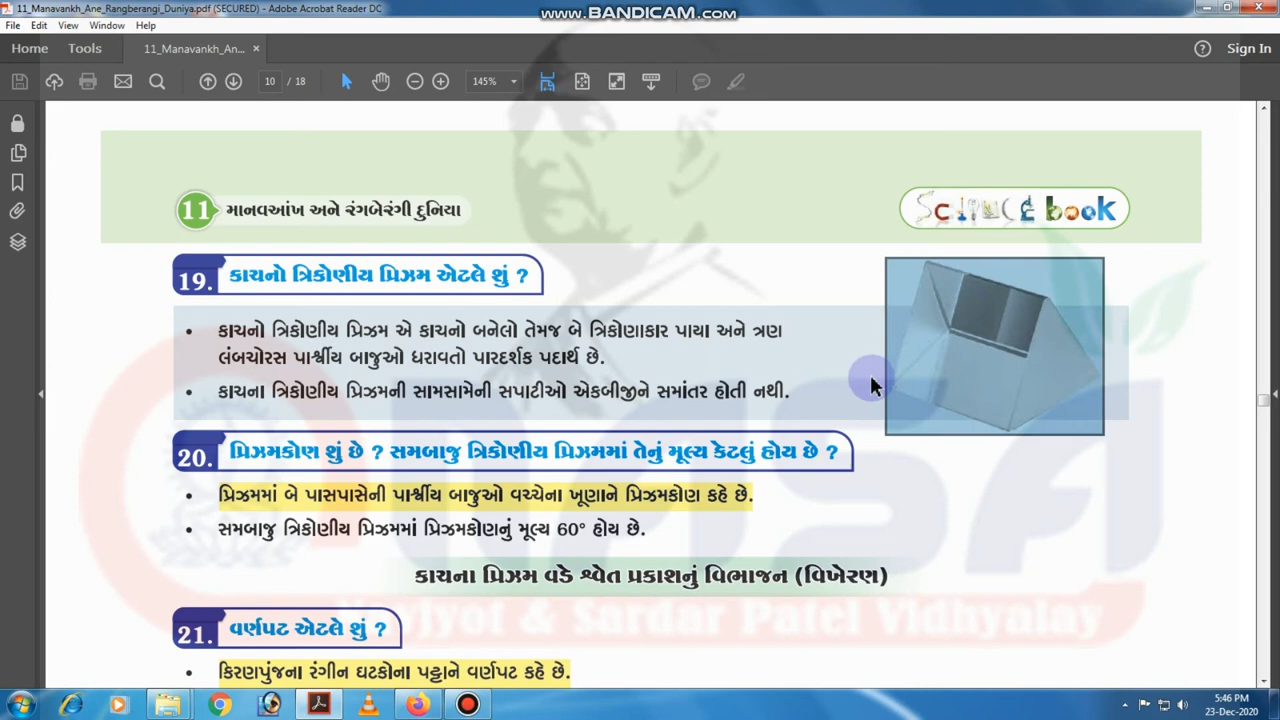 11_Manavankh_Ane_Rangberangi_Duniya.pdf (SECURED) - Adobe Acrobat Reader DC
www.BANDICAM.com
File Edit View Window Help
Home Tools 11_Manavankh_An... × Sign In
10 / 18 145%
11 માનવઆંખ અને રંગબેરંગી દુનિયા
Science book
19. કાચનો ત્રિકોણીય પ્રિઝમ એટલે શું ?
• કાચનો ત્રિકોણીય પ્રિઝમ એ કાચનો બનેલો તેમજ બે ત્રિકોણાકાર પાયા અને ત્રણ
લંબચોરસ પાર્શ્વીય બાજુઓ ધરાવતો પારદર્શક પદાર્થ છે.
• કાચના ત્રિકોણીય પ્રિઝમની સામસામેની સપાટીઓ એકબીજીને સમાંતર હોતી નથી.
20. પ્રિઝમકોણ શું છે ? સમબાજુ ત્રિકોણીય પ્રિઝમમાં તેનું મૂલ્ય કેટલું હોય છે ?
• પ્રિઝમમાં બે પાસપાસેની પાર્શ્વીય બાજુઓ વચ્ચેના ખૂણાને પ્રિઝમકોણ કહે છે.
• સમબાજુ ત્રિકોણીય પ્રિઝમમાં પ્રિઝમકોણનું મૂલ્ય 60° હોય છે.
કાચના પ્રિઝમ વડે શ્વેત પ્રકાશનું વિભાજન (વિખેરણ)
21. વર્ણપટ એટલે શું ?
• કિરણપુંજના રંગીન ઘટકોના પટ્ટાને વર્ણપટ કહે છે.
5:46 PM
23-Dec-2020